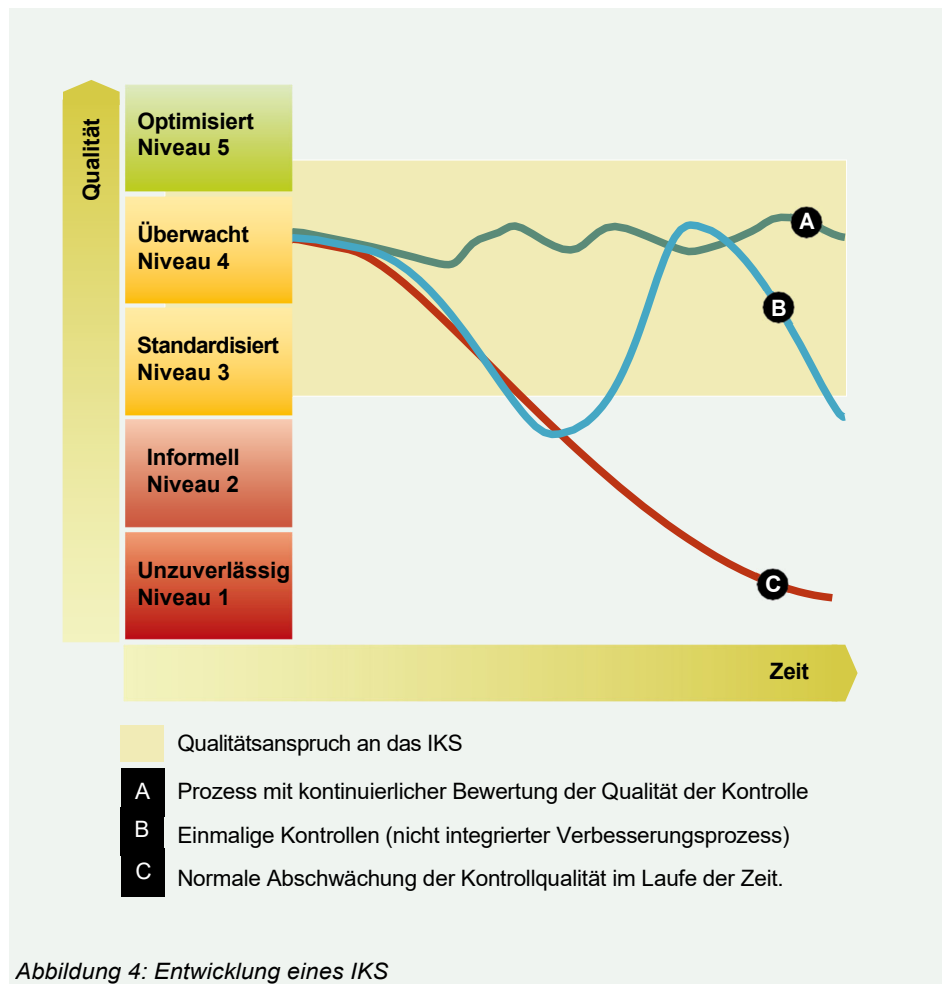 Qualität
Optimisiert
Niveau 5
Überwacht
Niveau 4
Standardisiert
Niveau 3
Informell
Niveau 2
Unzuverlässig
Niveau 1
A
B
C
Zeit
Qualitätsanspruch an das IKS
A Prozess mit kontinuierlicher Bewertung der Qualität der Kontrolle
B Einmalige Kontrollen (nicht integrierter Verbesserungsprozess)
C Normale Abschwächung der Kontrollqualität im Laufe der Zeit.
Abbildung 4: Entwicklung eines IKS